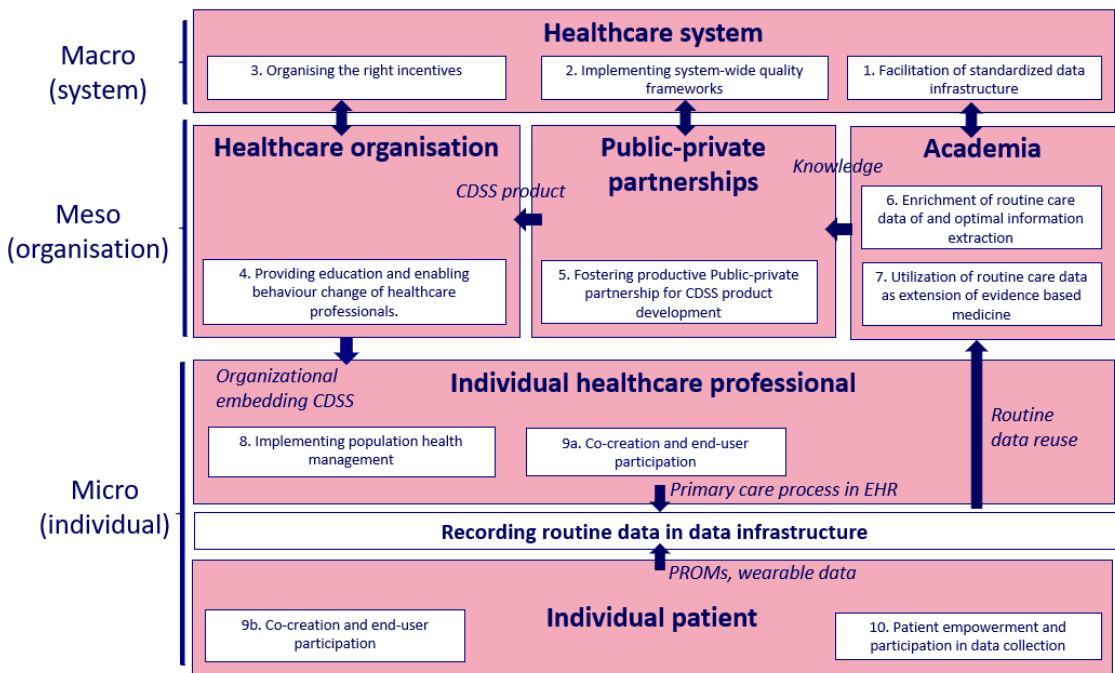 Macro
(system)
Healthcare system
3. Organising the right incentives
2. Implementing system-wide quality
frameworks
1. Facilitation of standardized data
infrastructure
Meso
(organisation)
Healthcare organisation
CDSS product
4. Providing education and enabling
behaviour change of healthcare
professionals.
Public-private
partnerships
Knowledge
5. Fostering productive Public-private
partnership for CDSS product
development
Academia
6. Enrichment of routine care
data of and optimal information
extraction
7. Utilization of routine care data
as extension of evidence based
medicine
Micro
(individual)
Organizational
embedding CDSS
Individual healthcare professional
8. Implementing population health
management
9a. Co-creation and end-user
participation
Routine
data reuse
Primary care process in EHR
Recording routine data in data infrastructure
PROMs, wearable data
Individual patient
9b. Co-creation and end-user
participation
10. Patient empowerment and
participation in data collection